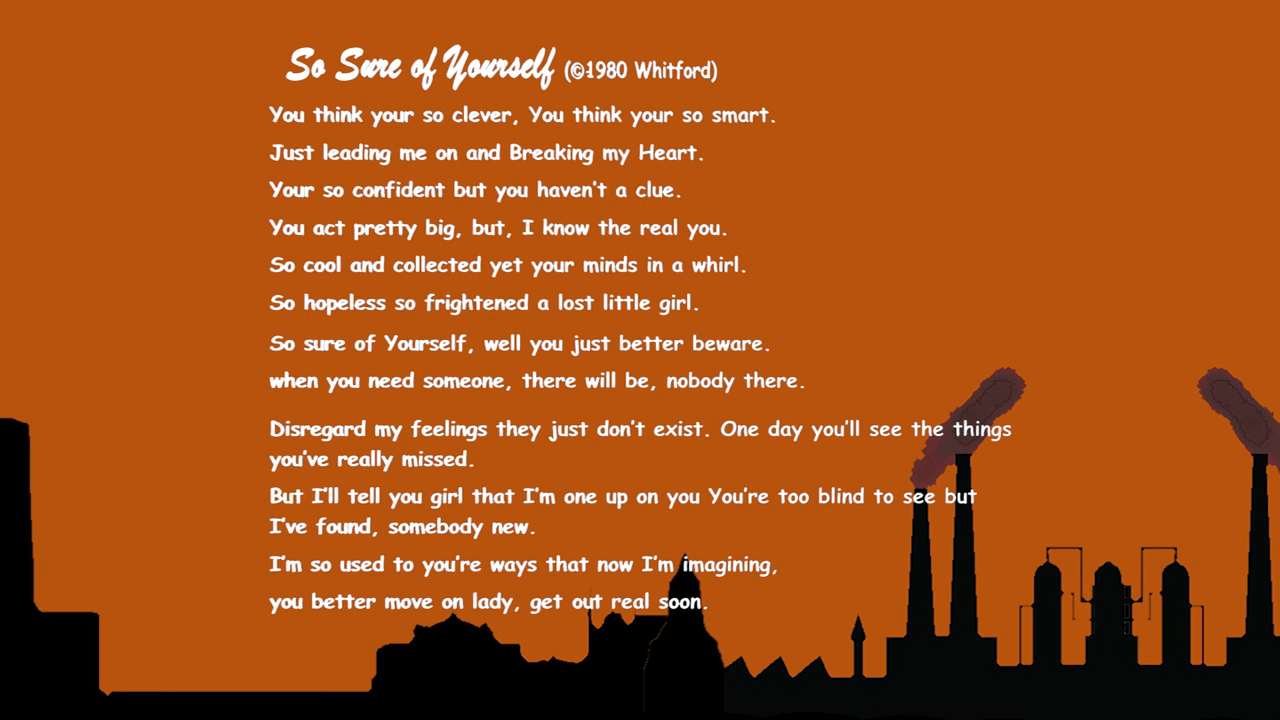 So Sure of Yourself (©1980 Whitford)
You think your so clever, You think your so smart.
Just leading me on and Breaking my Heart.
Your so confident but you haven't a clue.
You act pretty big, but, I know the real you.
So cool and collected yet your minds in a whirl.
So hopeless so frightened a lost little girl.
So sure of Yourself, well you just better beware.
when you need someone, there will be, nobody there.
Disregard my feelings they just don't exist. One day you'll see the things
you've really missed.
But I'll tell you girl that I'm one up on you You're too blind to see but
I've found, somebody new.
I'm so used to you're ways that now I'm imagining,
you better move on lady, get out real soon.